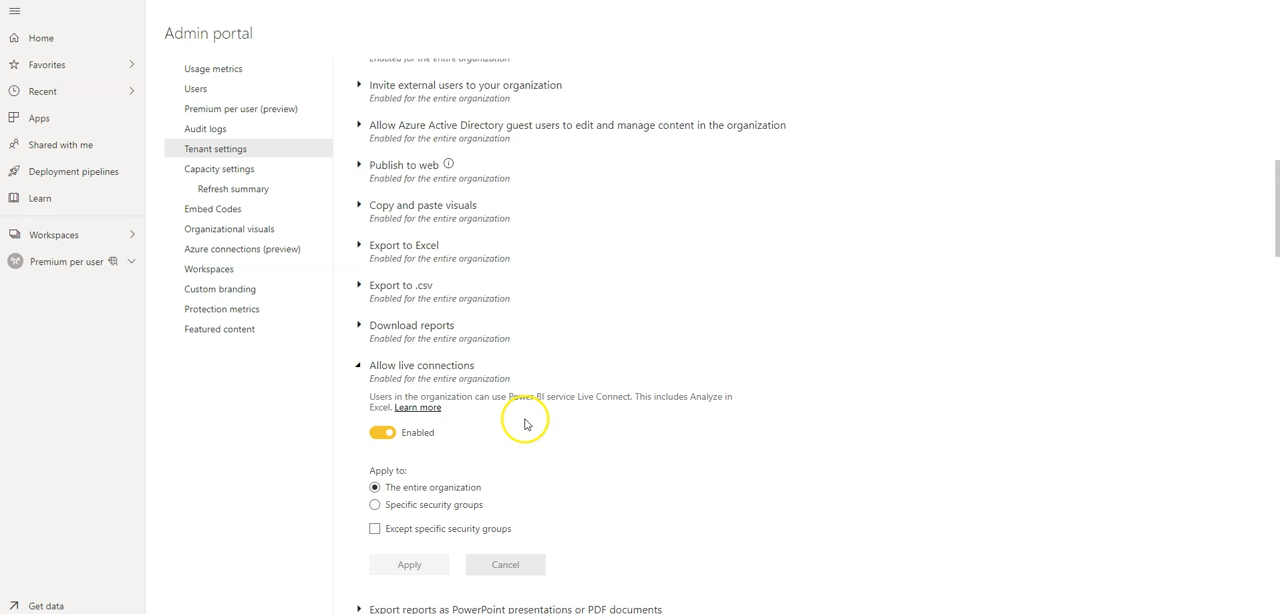 Home
Favorites
Recent
Apps
Shared with me
Deployment pipelines
Learn
Workspaces
Premium per user
Get data
Admin portal
Usage metrics
Users
Premium per user (preview)
Audit logs
Tenant settings
Capacity settings
Refresh summary
Embed Codes
Organizational visuals
Azure connections (preview)
Workspaces
Custom branding
Protection metrics
Featured content
Enabled for the entire organization
Invite external users to your organization
Enabled for the entire organization
Allow Azure Active Directory guest users to edit and manage content in the organization
Enabled for the entire organization
Publish to web
Enabled for the entire organization
Copy and paste visuals
Enabled for the entire organization
Export to Excel
Enabled for the entire organization
Export to .csv
Enabled for the entire organization
Download reports
Enabled for the entire organization
Allow live connections
Enabled for the entire organization
Users in the organization can use Power BI service Live Connect. This includes Analyze in
Excel. Learn more
Enabled
Apply to:
The entire organization
Specific security groups
Except specific security groups
Apply Cancel
Export reports as PowerPoint presentations or PDF documents